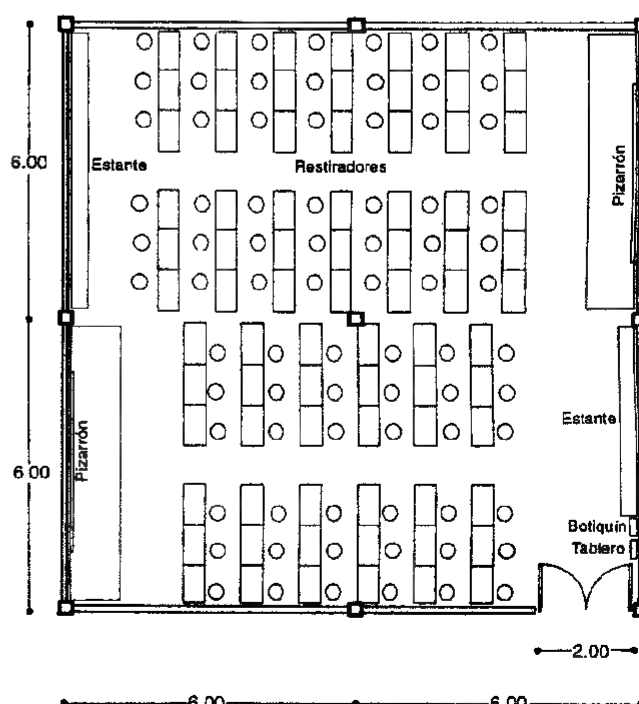 6.00
Estante
Restiradores
Pizarrón
6.00
Pizarrón
Estante
Botiquín
Tablero
2.00
6.00
6.00